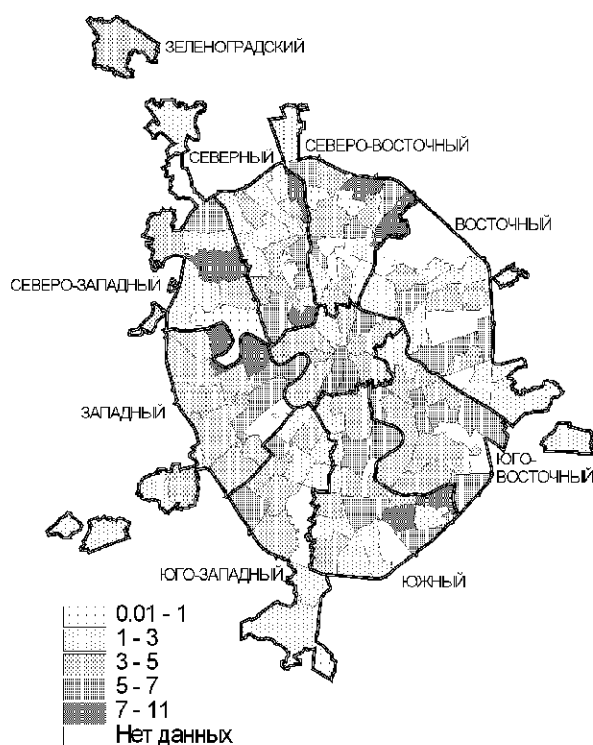 ЗЕЛЕНОГРАДСКИЙ
СЕВЕРНЫЙ
СЕВЕРО-ВОСТОЧНЫЙ
ВОСТОЧНЫЙ
СЕВЕРО-ЗАПАДНЫЙ
ЗАПАДНЫЙ
ЮГО-
ВОСТОЧНЫЙ
ЮГО-ЗАПАДНЫЙ
ЮЖНЫЙ
0.01 - 1
1 - 3
3 - 5
5 - 7
7 - 11
Нет данных